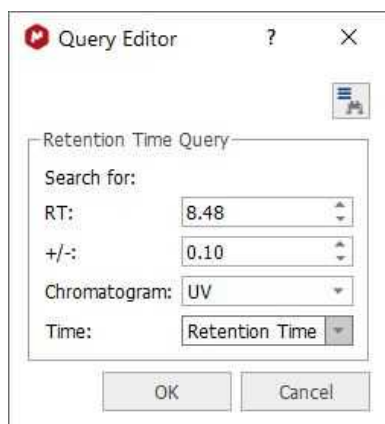 Query Editor ? ×
Retention Time Query
Search for:
RT: 8.48
+/-: 0.10
Chromatogram: UV
Time: Retention Time
OK Cancel